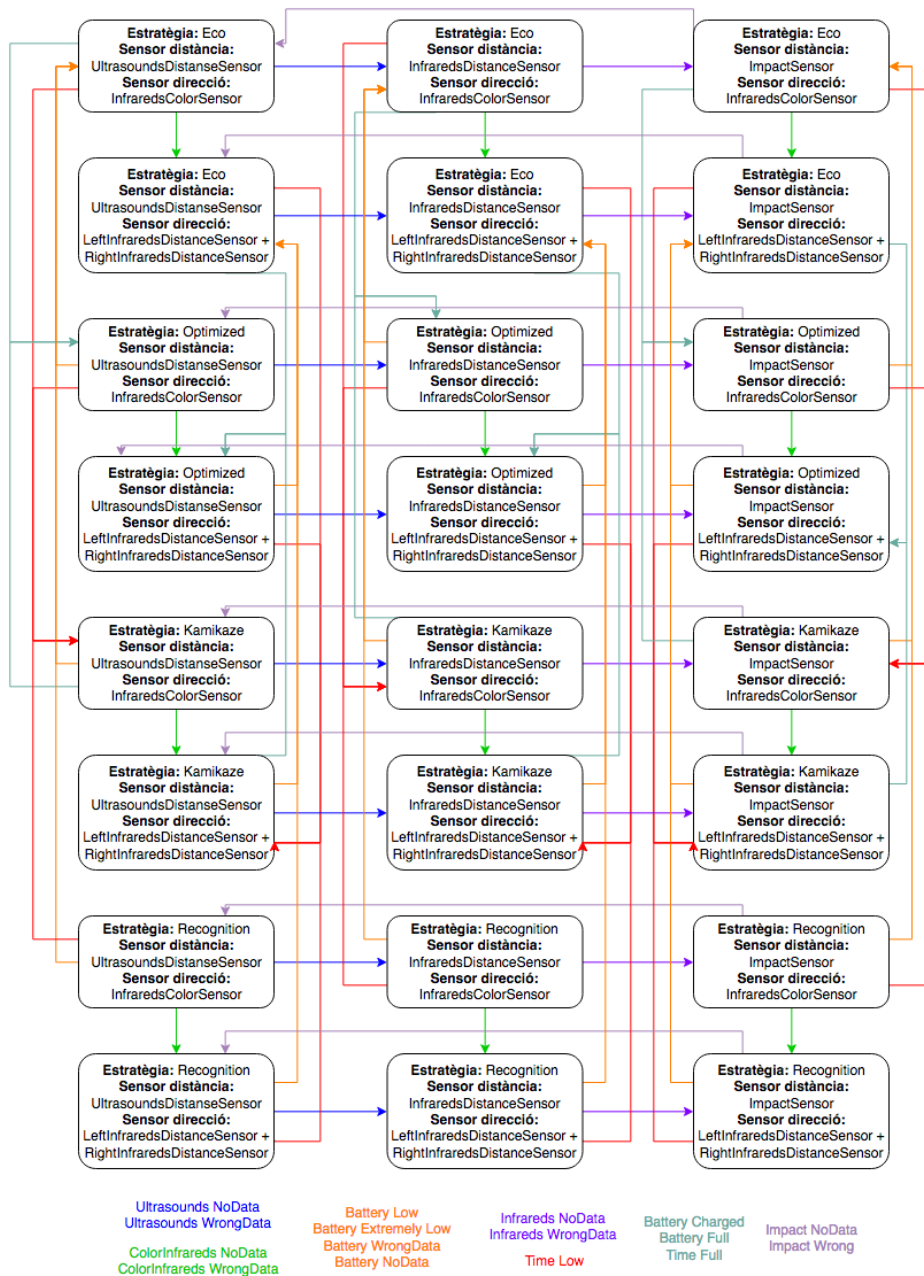 Estratègia: Eco
Sensor distància:
UltrasoundsDistanseSensor
Sensor direcció:
InfraredsColorSensor
Estratègia: Eco
Sensor distància:
InfraredsDistanceSensor
Sensor direcció:
InfraredsColorSensor
Estratègia: Eco
Sensor distància:
ImpactSensor
Sensor direcció:
InfraredsColorSensor
Estratègia: Eco
Sensor distància:
UltrasoundsDistanseSensor
Sensor direcció:
LeftInfraredsDistanceSensor +
RightInfraredsDistanceSensor
Estratègia: Eco
Sensor distància:
InfraredsDistanceSensor
Sensor direcció:
LeftInfraredsDistanceSensor +
RightInfraredsDistanceSensor
Estratègia: Eco
Sensor distància:
ImpactSensor
Sensor direcció:
LeftInfraredsDistanceSensor +
RightInfraredsDistanceSensor
Estratègia: Optimized
Sensor distància:
UltrasoundsDistanseSensor
Sensor direcció:
InfraredsColorSensor
Estratègia: Optimized
Sensor distància:
InfraredsDistanceSensor
Sensor direcció:
InfraredsColorSensor
Estratègia: Optimized
Sensor distància:
ImpactSensor
Sensor direcció:
InfraredsColorSensor
Estratègia: Optimized
Sensor distància:
UltrasoundsDistanseSensor
Sensor direcció:
LeftInfraredsDistanceSensor +
RightInfraredsDistanceSensor
Estratègia: Optimized
Sensor distància:
InfraredsDistanceSensor
Sensor direcció:
LeftInfraredsDistanceSensor +
RightInfraredsDistanceSensor
Estratègia: Optimized
Sensor distància:
ImpactSensor
Sensor direcció:
LeftInfraredsDistanceSensor +
RightInfraredsDistanceSensor
Estratègia: Kamikaze
Sensor distància:
UltrasoundsDistanseSensor
Sensor direcció:
InfraredsColorSensor
Estratègia: Kamikaze
Sensor distància:
InfraredsDistanceSensor
Sensor direcció:
InfraredsColorSensor
Estratègia: Kamikaze
Sensor distància:
ImpactSensor
Sensor direcció:
InfraredsColorSensor
Estratègia: Kamikaze
Sensor distància:
UltrasoundsDistanseSensor
Sensor direcció:
LeftInfraredsDistanceSensor +
RightInfraredsDistanceSensor
Estratègia: Kamikaze
Sensor distància:
InfraredsDistanceSensor
Sensor direcció:
LeftInfraredsDistanceSensor +
RightInfraredsDistanceSensor
Estratègia: Kamikaze
Sensor distància:
ImpactSensor
Sensor direcció:
LeftInfraredsDistanceSensor +
RightInfraredsDistanceSensor
Estratègia: Recognition
Sensor distància:
UltrasoundsDistanseSensor
Sensor direcció:
InfraredsColorSensor
Estratègia: Recognition
Sensor distància:
InfraredsDistanceSensor
Sensor direcció:
InfraredsColorSensor
Estratègia: Recognition
Sensor distància:
ImpactSensor
Sensor direcció:
InfraredsColorSensor
Estratègia: Recognition
Sensor distància:
UltrasoundsDistanseSensor
Sensor direcció:
LeftInfraredsDistanceSensor +
RightInfraredsDistanceSensor
Estratègia: Recognition
Sensor distància:
InfraredsDistanceSensor
Sensor direcció:
LeftInfraredsDistanceSensor +
RightInfraredsDistanceSensor
Estratègia: Recognition
Sensor distància:
ImpactSensor
Sensor direcció:
LeftInfraredsDistanceSensor +
RightInfraredsDistanceSensor
Ultrasounds NoData
Ultrasounds WrongData
ColorInfrareds NoData
ColorInfrareds WrongData
Battery Low
Battery Extremely Low
Battery WrongData
Battery NoData
Infrareds NoData
Infrareds WrongData
Time Low
Battery Charged
Battery Full
Time Full
Impact NoData
Impact Wrong